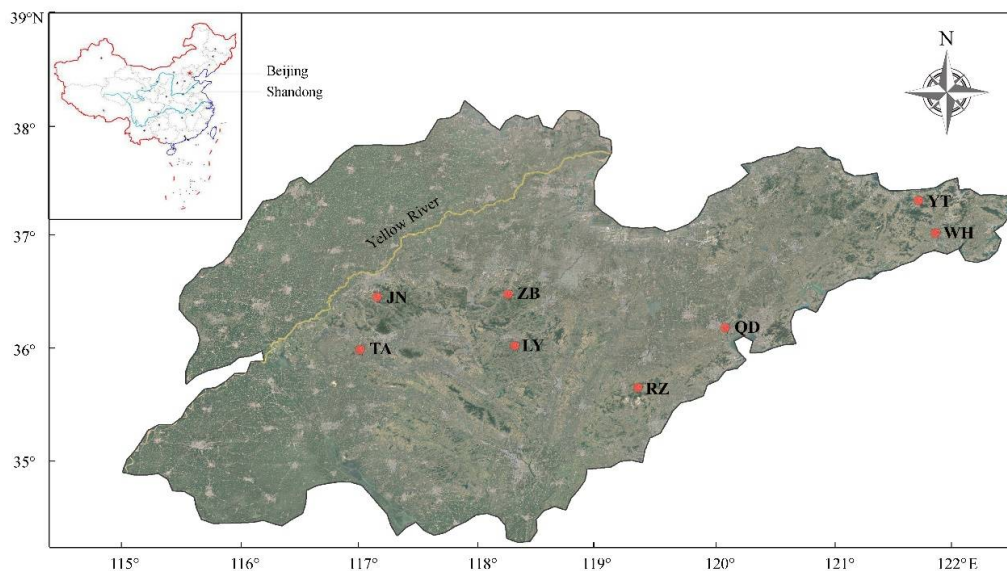 39°N
Beijing
Shandong
N
38°
Yellow River
YT
37°
WH
JN
ZB
QD
36°
TA
LY
RZ
35°
115°
116°
117°
118°
119°
120°
121°
122°E